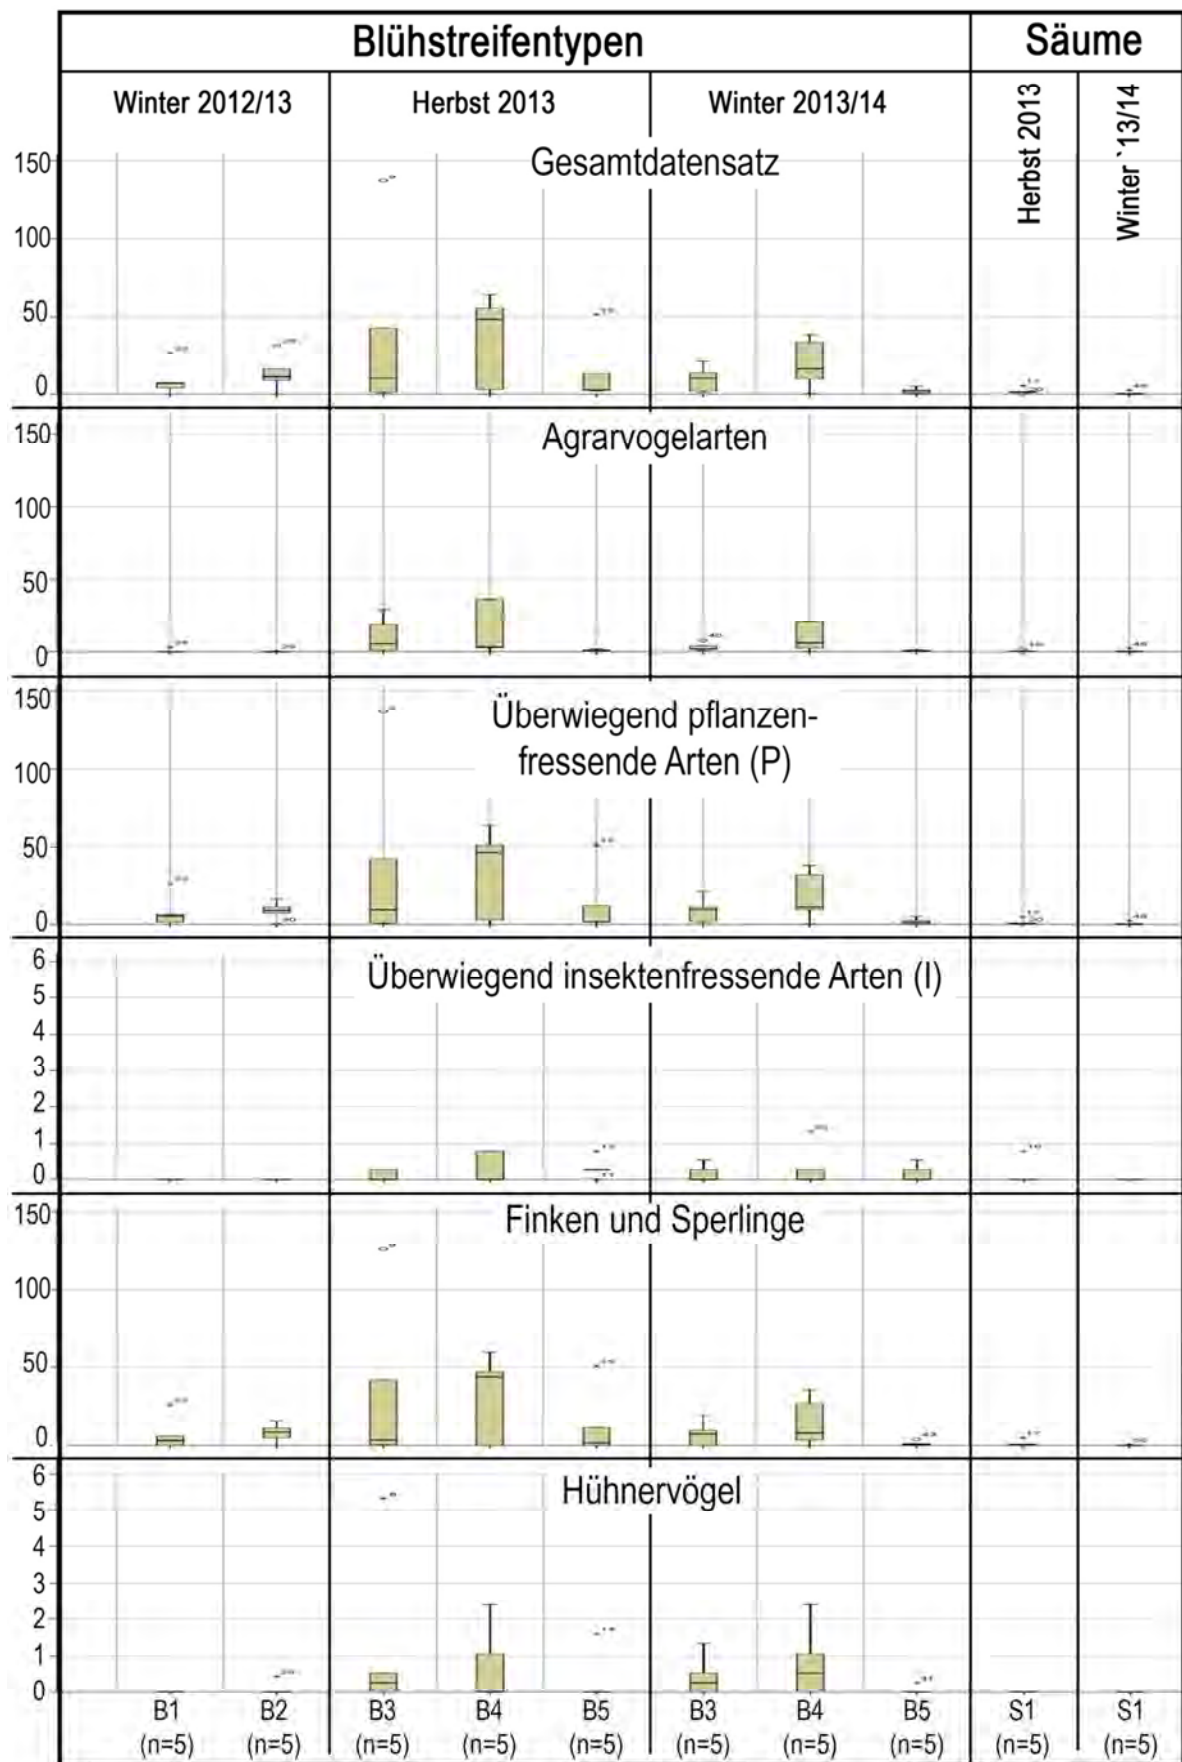 Blühstreifentypen
Säume
Winter 2012/13
Herbst 2013
Winter 2013/14
Herbst 2013
Winter `13/14
Gesamtdatensatz
150
100
50
0
Agrarvogelarten
150
100
50
0
Überwiegend pflanzen-
fressende Arten (P)
150
100
50
0
Überwiegend insektenfressende Arten (I)
6
5
4
3
2
1
0
Finken und Sperlinge
150
100
50
0
Hühnervögel
6
5
4
3
2
1
0
B1 B2 B3 B4 B5 B3 B4 B5 S1 S1
(n=5) (n=5) (n=5) (n=5) (n=5) (n=5) (n=5) (n=5) (n=5) (n=5)